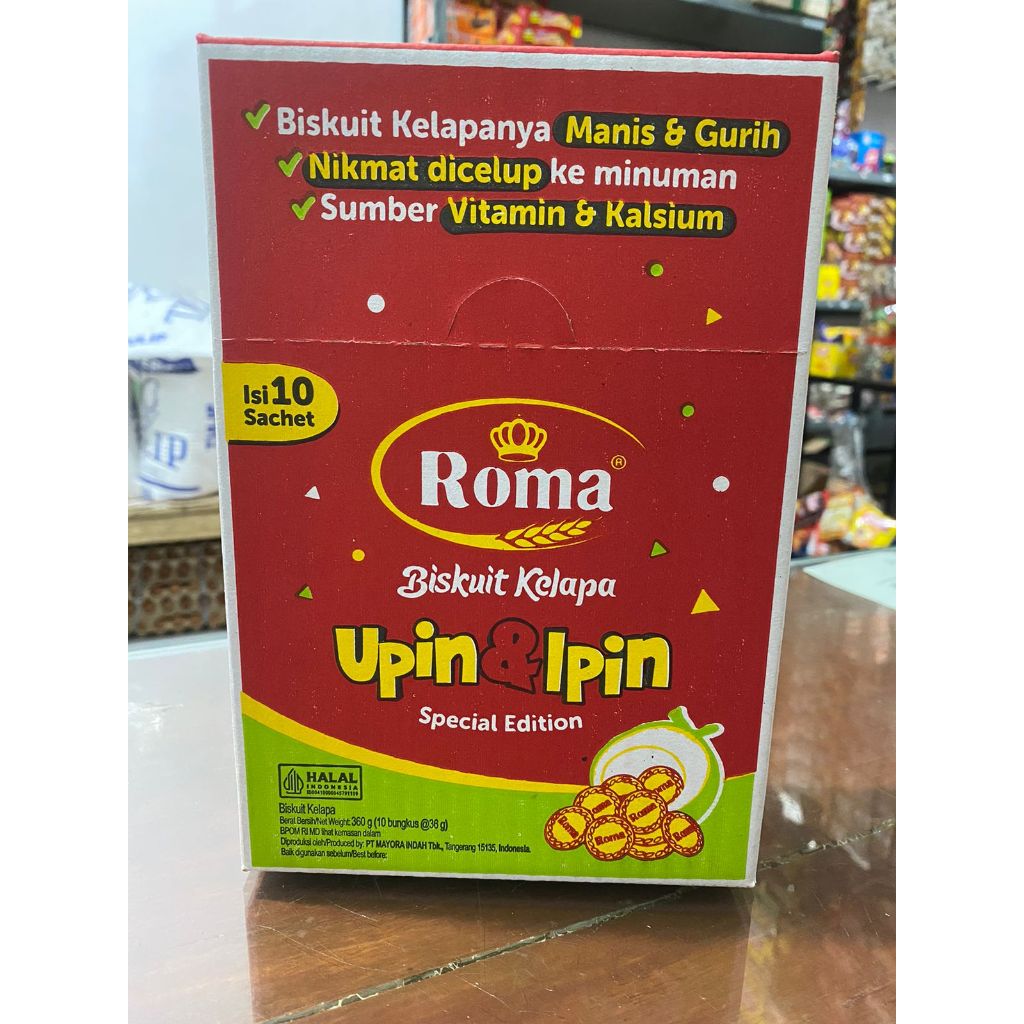 Biskuit Kelapanya Manis & Gurih
Nikmat dicelup ke minuman
Sumber Vitamin & Kalsium
Isi 10
Sachet
Roma®
Biskuit Kelapa
Upin & Ipin
Special Edition
HALAL
INDONESIA
Biskuit Kelapa
Berat Bersih/Net Weight: 360 g (10 bungkus @36 g)
BPOM RI MD lihat kemasan dalam
Diproduksi oleh/Produced by: PT MAYORA INDAH Tbk., Tangerang 15135, Indonesia.
Baik digunakan sebelum/Best before:
Roma
Roma
Roma
Roma
Roma